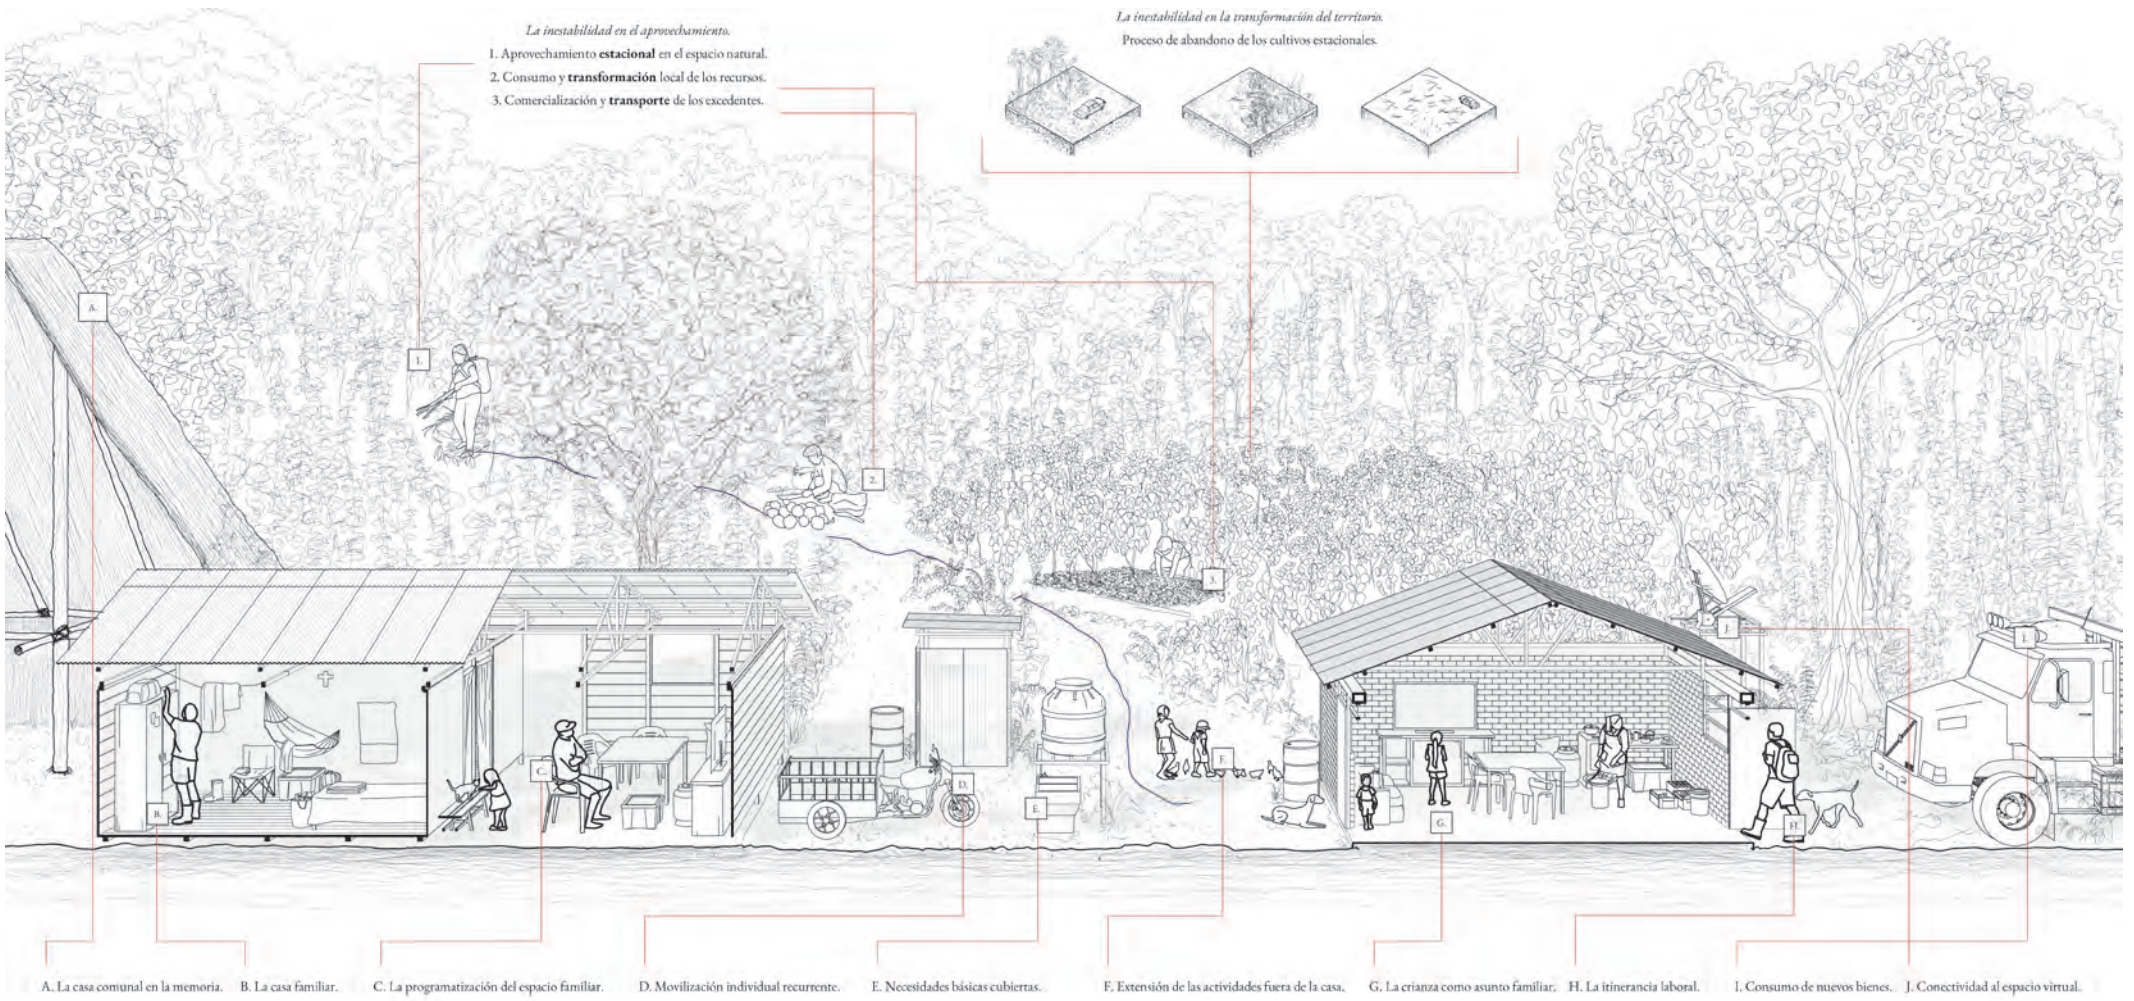 La inestabilidad en el aprovechamiento.
1. Aprovechamiento estacional en el espacio natural.
2. Consumo y transformación local de los recursos.
3. Comercialización y transporte de los excedentes.
La inestabilidad en la transformación del territorio.
Proceso de abandono de los cultivos estacionales.
A.
1.
2.
3.
J.
I.
C.
D.
F.
E.
B.
G.
H.
A. La casa comunal en la memoria.
B. La casa familiar.
C. La programatización del espacio familiar.
D. Movilización individual recurrente.
E. Necesidades básicas cubiertas.
F. Extensión de las actividades fuera de la casa.
G. La crianza como asunto familiar.
H. La itinerancia laboral.
I. Consumo de nuevos bienes.
J. Conectividad al espacio virtual.